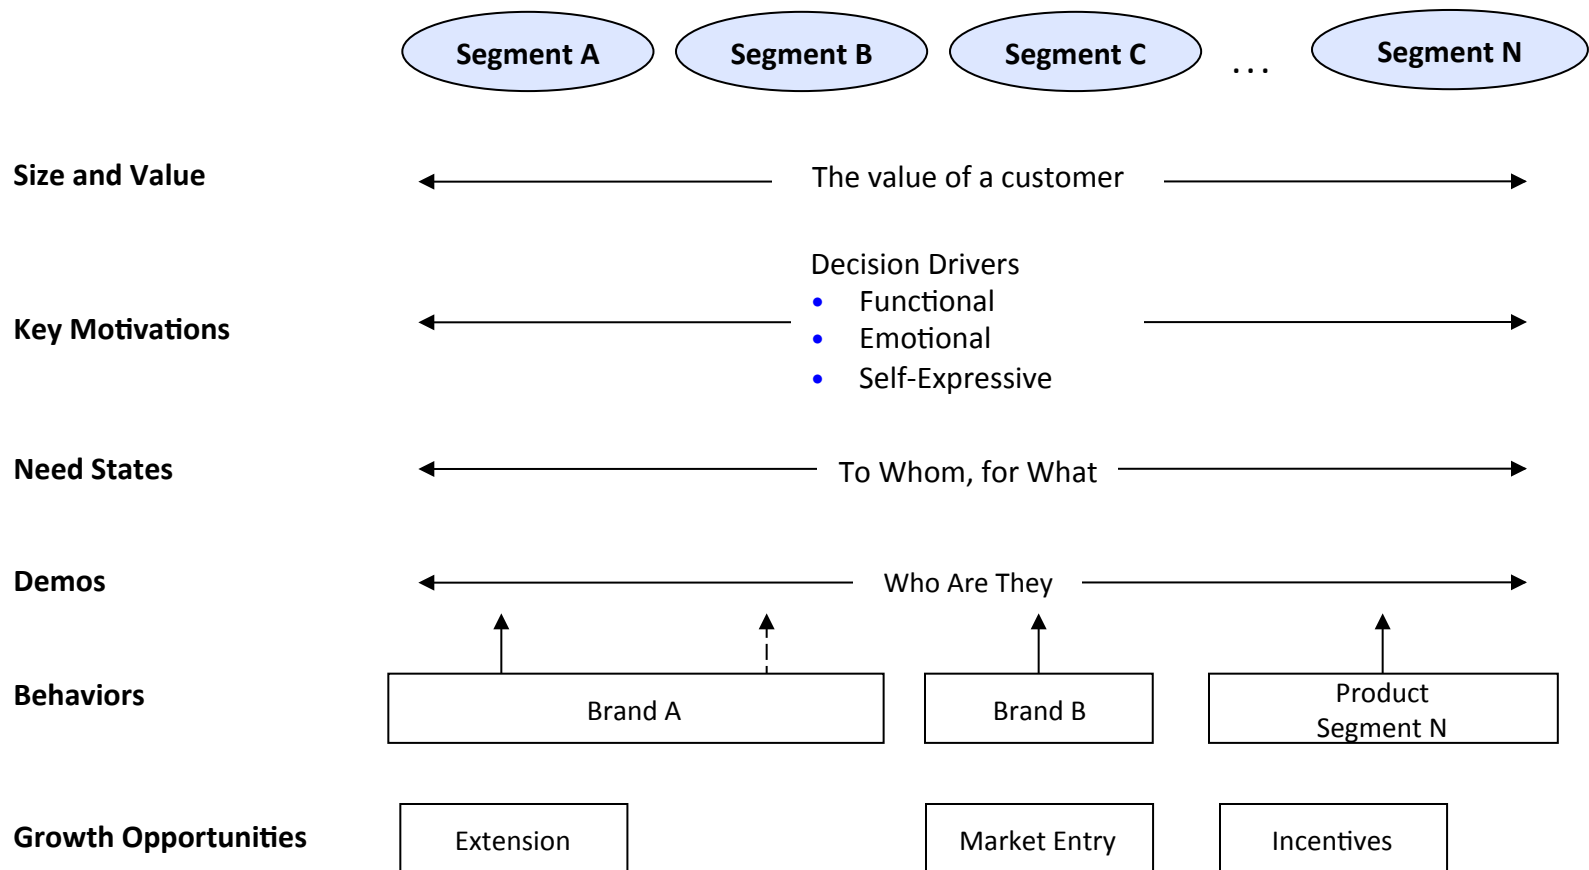 Segment A
Segment B
Segment C
...
Segment N
Size and Value
The value of a customer
Key Motivations
Decision Drivers
• Functional
• Emotional
• Self-Expressive
Need States
To Whom, for What
Demos
Who Are They
Behaviors
Brand A
Brand B
Product
Segment N
Growth Opportunities
Extension
Market Entry
Incentives